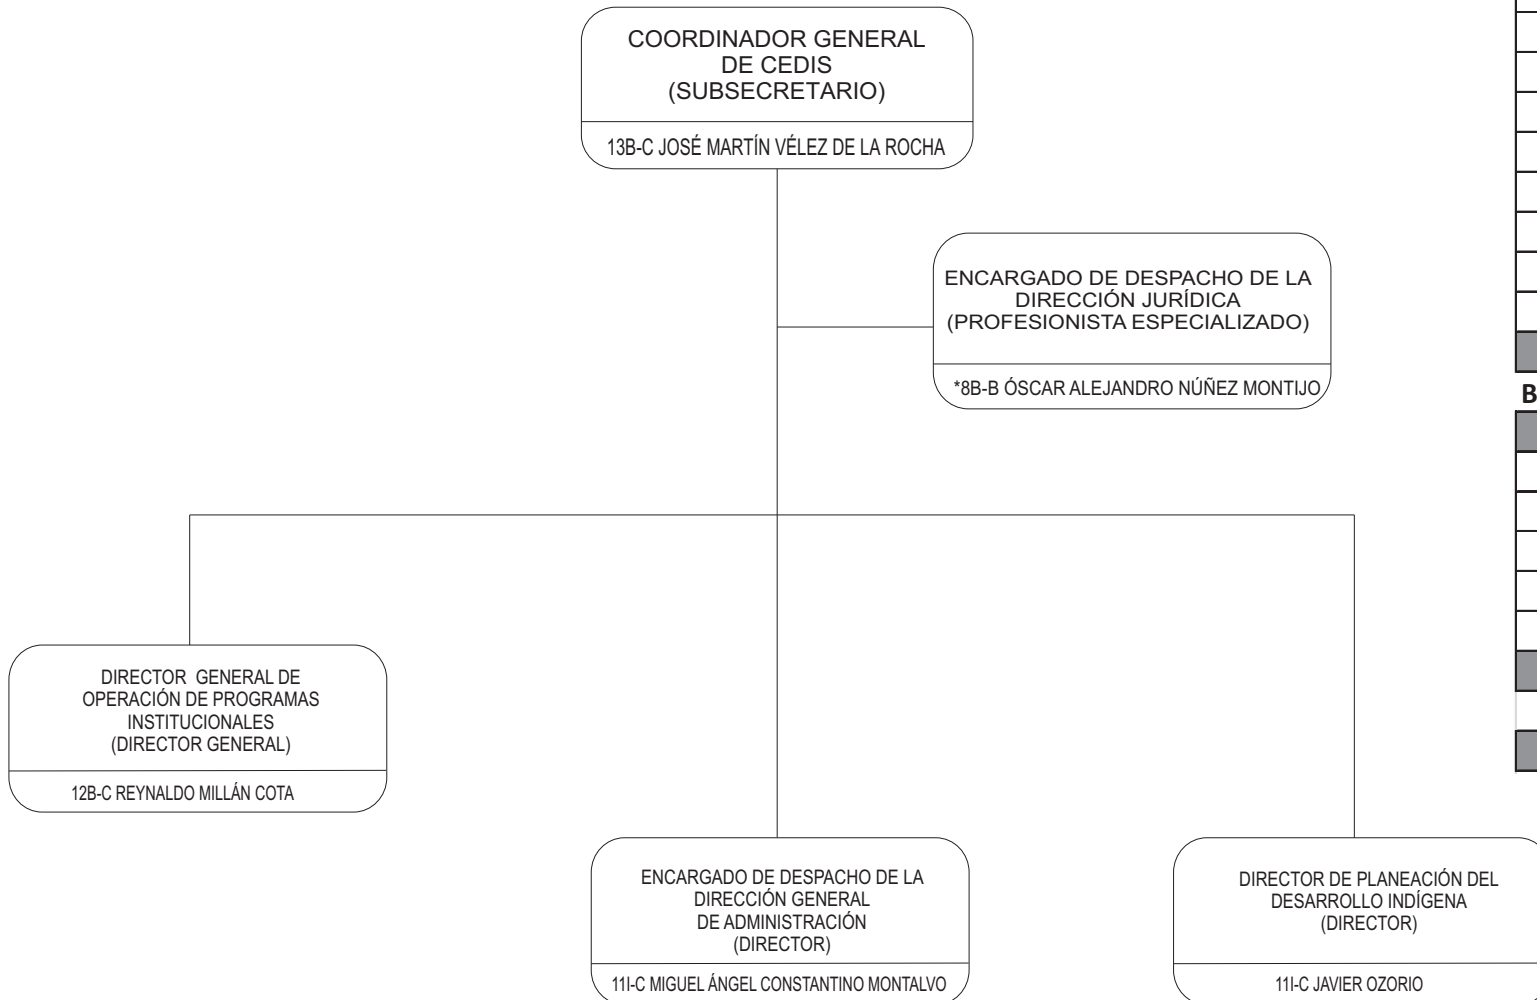 COORDINADOR GENERAL
DE CEDIS
(SUBSECRETARIO)
13B-C JOSÉ MARTÍN VÉLEZ DE LA ROCHA
ENCARGADO DE DESPACHO DE LA
DIRECCIÓN JURÍDICA
(PROFESIONISTA ESPECIALIZADO)
*8B-B ÓSCAR ALEJANDRO NÚÑEZ MONTIJO
B
DIRECTOR GENERAL DE
OPERACIÓN DE PROGRAMAS
INSTITUCIONALES
(DIRECTOR GENERAL)
12B-C REYNALDO MILLÁN COTA
ENCARGADO DE DESPACHO DE LA
DIRECCIÓN GENERAL
DE ADMINISTRACIÓN
(DIRECTOR)
11I-C MIGUEL ÁNGEL CONSTANTINO MONTALVO
DIRECTOR DE PLANEACIÓN DEL
DESARROLLO INDÍGENA
(DIRECTOR)
11I-C JAVIER OZORIO